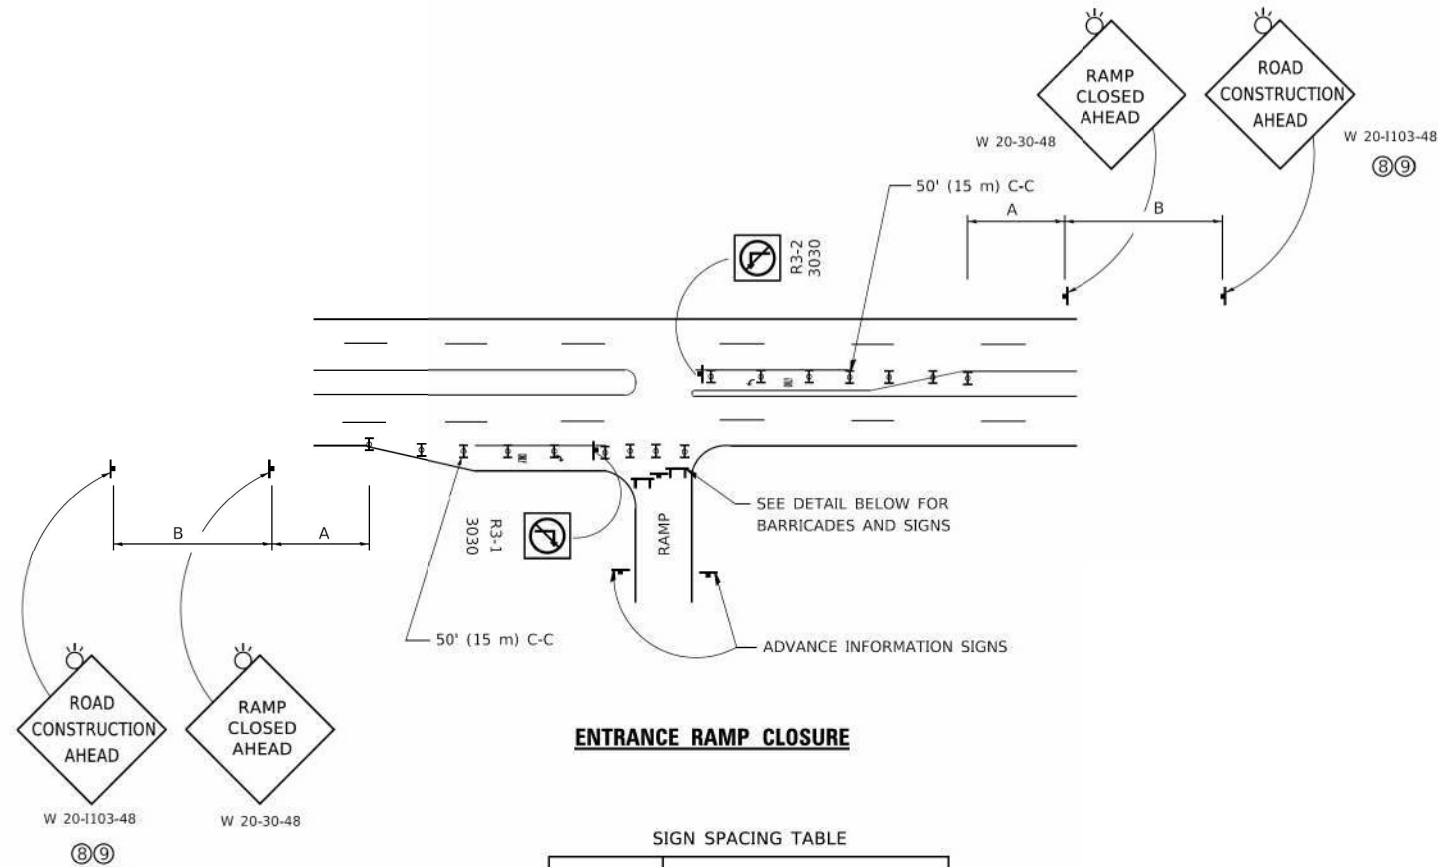 RAMP
CLOSED
AHEAD
W 20-30-48
ROAD
CONSTRUCTION
AHEAD
W 20-I103-48
⑧⑨
50' (15 m) C-C
A
B
R3-2
3030
B
A
R3-1
3030
RAMP
SEE DETAIL BELOW FOR
BARRICADES AND SIGNS
50' (15 m) C-C
ADVANCE INFORMATION SIGNS
ROAD
CONSTRUCTION
AHEAD
W 20-I103-48
⑧⑨
RAMP
CLOSED
AHEAD
W 20-30-48
ENTRANCE RAMP CLOSURE
SIGN SPACING TABLE